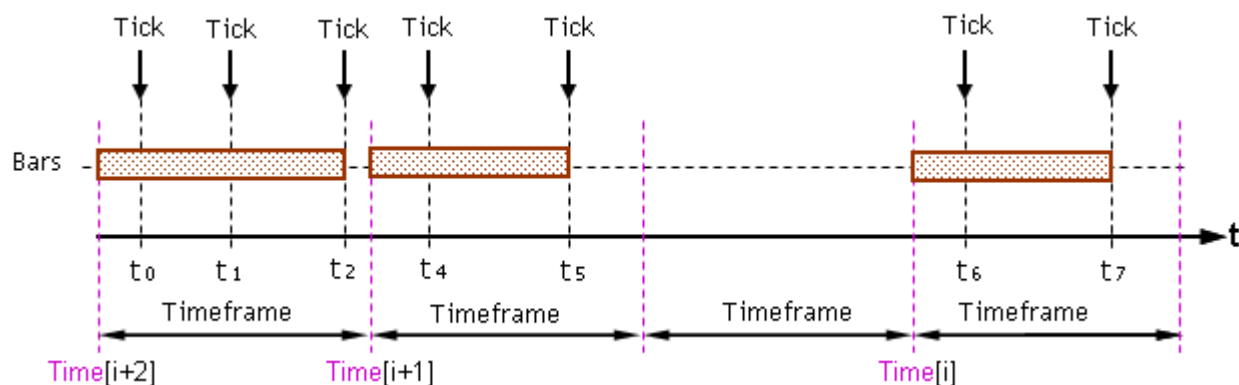 Tick Tick Tick Tick Tick Tick Tick
Bars
t
t0 t1 t2 t4 t5 t6 t7
Timeframe Timeframe Timeframe Timeframe
Time[i+2] Time[i+1] Time[i]